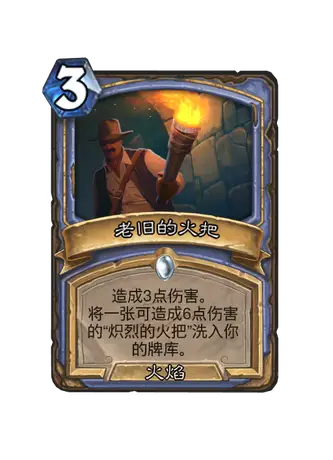 3
老旧的火把
造成3点伤害。
将一张可造成6点伤害
的“炽烈的火把”洗入你
的牌库。
火焰